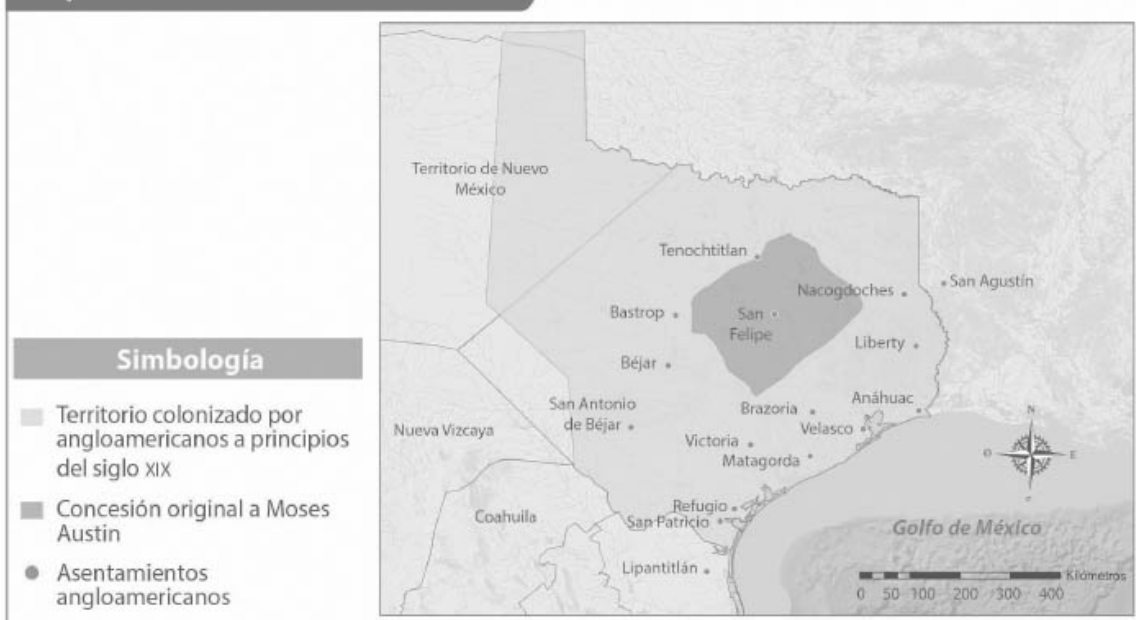 Simbología
Territorio colonizado por
angloamericanos a principios
del siglo XIX
Concesión original a Moses
Austin
Asentamientos
angloamericanos
Territorio de Nuevo
México
Tenochtitlan
Nacogdoches
San Agustín
Bastrop
San
Felipe
Liberty
Béjar
San Antonio
de Béjar
Brazoria
Anáhuac
Velasco
Nueva Vizcaya
Victoria
Matagorda
Refugio
San Patricio
Coahuila
Lipantitlán
Golfo de México
N
O
E
Kilómetros
0 50 100 200 300 400